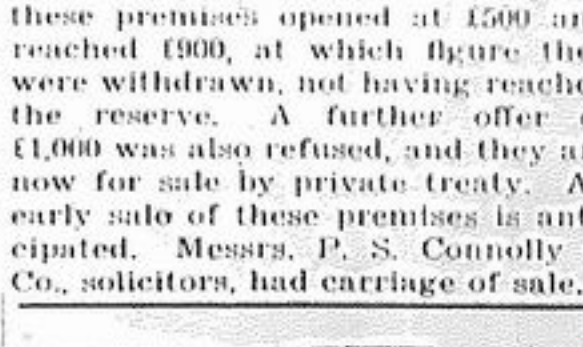 these premises opened at £500 an
reached £900, at which figure the
were withdrawn, not having reache
the reserve. A further offer o
£1,000 was also refused, and they ar
now for sale by private treaty. A
early sale of these premises is anti
cipated. Messrs. P. S. Connolly
Co., solicitors, had carriage of sale.